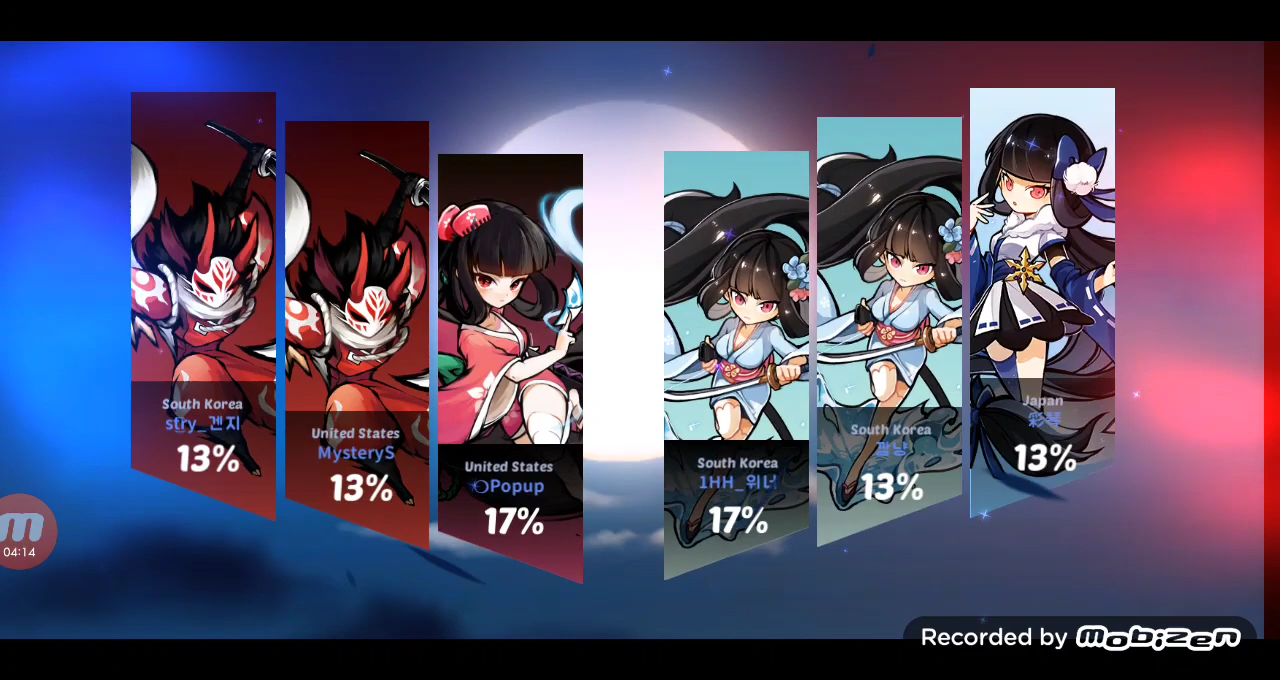 South Korea
stry_겐지
13%
United States
MysteryS
13%
United States
Popup
17%
South Korea
1HH_위너
17%
South Korea
13%
Japan
彩琴
13%
04:14
Recorded by mobizen